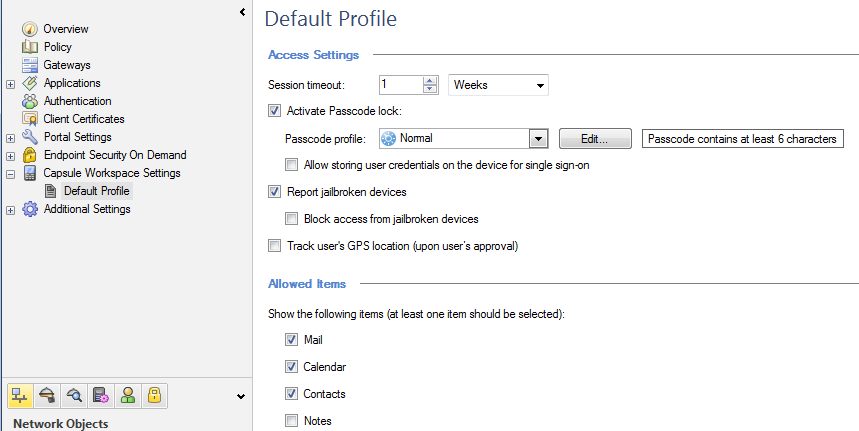 Overview
Policy
Gateways
Applications
Authentication
Client Certificates
Portal Settings
Endpoint Security On Demand
Capsule Workspace Settings
Default Profile
Additional Settings
Network Objects
Default Profile
Access Settings
Session timeout: 1 Weeks
Activate Passcode lock:
Passcode profile: Normal Edit... Passcode contains at least 6 characters
Allow storing user credentials on the device for single sign-on
Report jailbroken devices
Block access from jailbroken devices
Track user's GPS location (upon user's approval)
Allowed Items
Show the following items (at least one item should be selected):
Mail
Calendar
Contacts
Notes